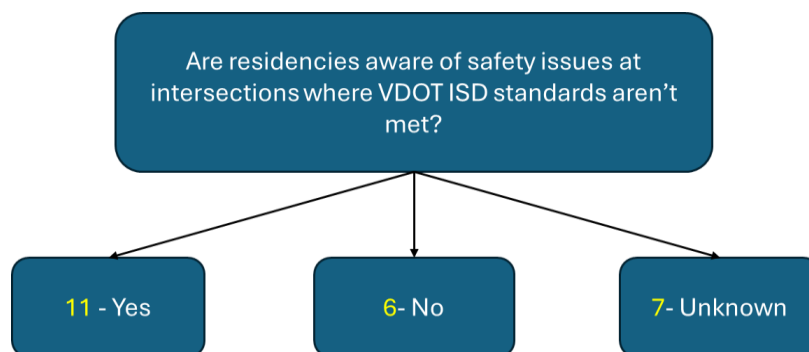 Are residencies aware of safety issues at
intersections where VDOT ISD standards aren’t
met?
11 - Yes
6- No
7- Unknown